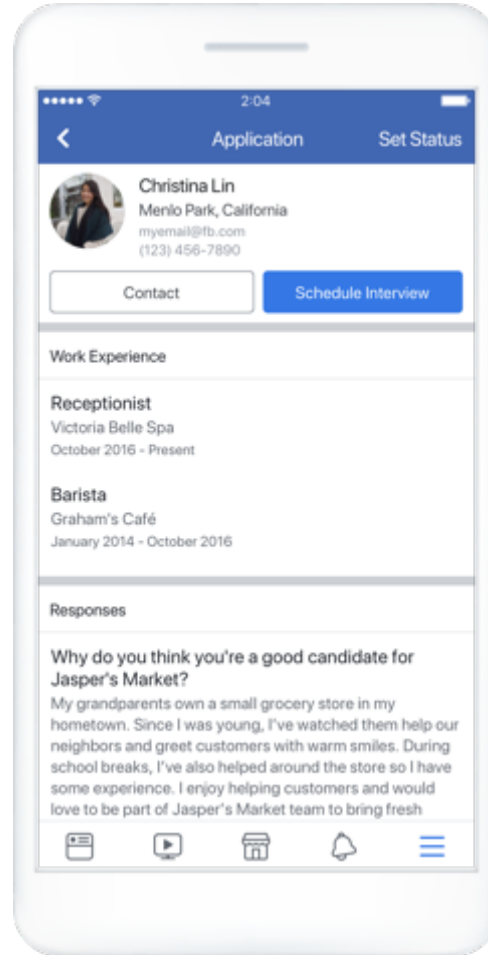 2:04
Application
Set Status
Christina Lin
Menlo Park, California
myemail@fb.com
(123) 456-7890
Contact
Schedule Interview
Work Experience
Receptionist
Victoria Belle Spa
October 2016 - Present
Barista
Graham's Café
January 2014 - October 2016
Responses
Why do you think you're a good candidate for
Jasper's Market?
My grandparents own a small grocery store in my
hometown. Since I was young, I've watched them help our
neighbors and greet customers with warm smiles. During
school breaks, I've also helped around the store so I have
some experience. I enjoy helping customers and would
love to be part of Jasper's Market team to bring fresh